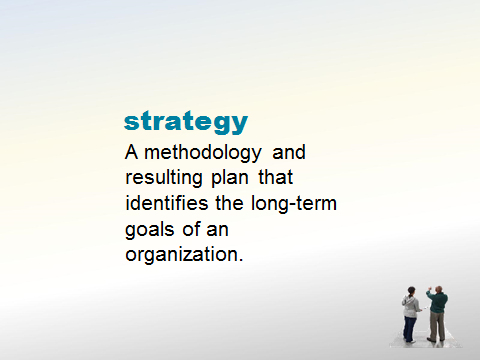 strategy
A methodology and
resulting plan that
identifies the long-term
goals of an
organization.